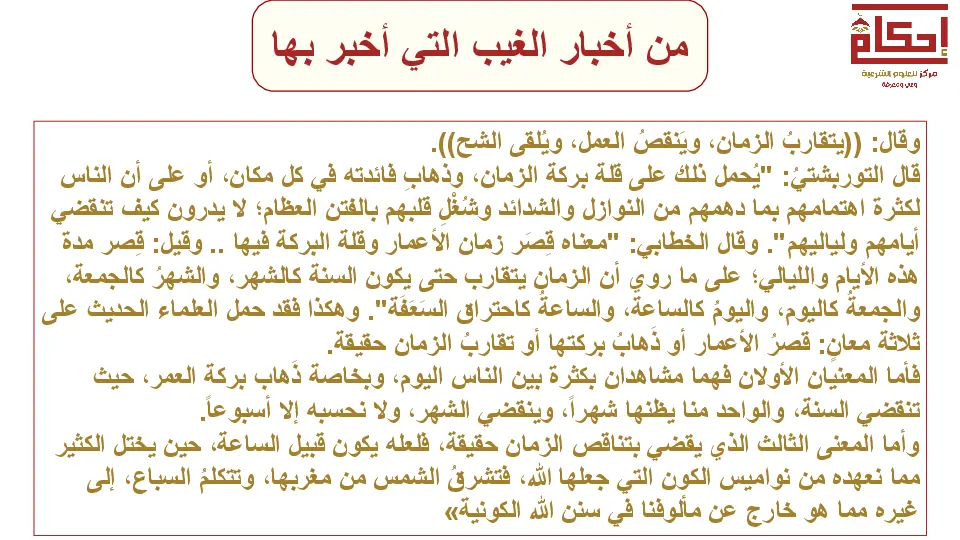 من أخبار الغيب التي أخبر بها
إحكام
مركز للعلوم الشرعية
وعي ومعرفة
وقال: ((يتقاربُ الزمان، ويَنقصُ العمل، ويُلقى الشح)).
قال التوربشتيُ: "يُحمل ذلك على قلة بركة الزمان، وذهابِ فائدته في كل مكان، أو على أن الناس
لكثرة اهتمامهم بما دهمهم من النوازل والشدائد وشُغْلِ قلبهم بالفتن العظام؛ لا يدرون كيف تنقضي
أيامهم ولياليهم". وقال الخطابي: "معناه قِصَر زمان الأعمار وقلة البركة فيها .. وقيل: قِصر مدة
هذه الأيام والليالي؛ على ما روي أن الزمان يتقارب حتى يكون السنة كالشهر، والشهرُ كالجمعة،
والجمعةُ كاليوم، واليومُ كالساعة، والساعةُ كاحتراق السَعَفَة". وهكذا فقد حمل العلماء الحديث على
ثلاثة معانٍ: قصرُ الأعمار أو ذَهابُ بركتها أو تقاربُ الزمان حقيقة.
فأما المعنيان الأولان فهما مشاهدان بكثرة بين الناس اليوم، وبخاصة ذَهاب بركة العمر، حيث
تنقضي السنة، والواحد منا يظنها شهراً، وينقضي الشهر، ولا نحسبه إلا أسبوعاً.
وأما المعنى الثالث الذي يقضي بتناقص الزمان حقيقة، فلعله يكون قبيل الساعة، حين يختل الكثير
مما نعهده من نواميس الكون التي جعلها الله، فتشرقُ الشمس من مغربها، وتتكلمُ السباع، إلى
غيره مما هو خارج عن مألوفنا في سنن الله الكونية»